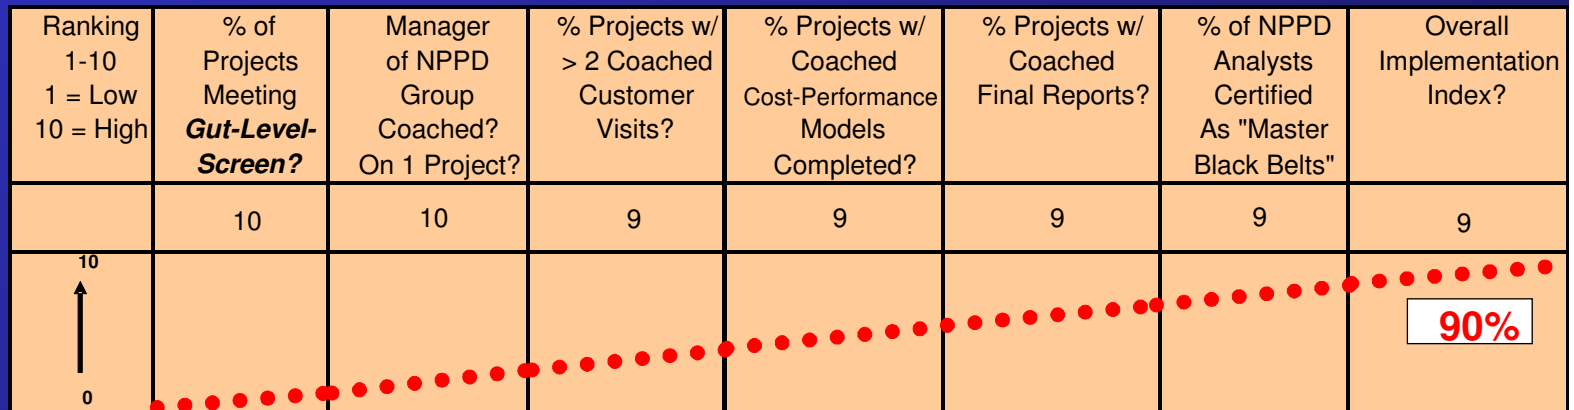 Ranking
1-10
1 = Low
10 = High
% of
Projects
Meeting
Gut-Level-
Screen?
Manager
of NPPD
Group
Coached?
On 1 Project?
% Projects w/
> 2 Coached
Customer
Visits?
% Projects w/
Coached
Cost-Performance
Models
Completed?
% Projects w/
Coached
Final Reports?
% of NPPD
Analysts
Certified
As "Master
Black Belts"
Overall
Implementation
Index?
10
10
9
9
9
9
9
10
0
90%